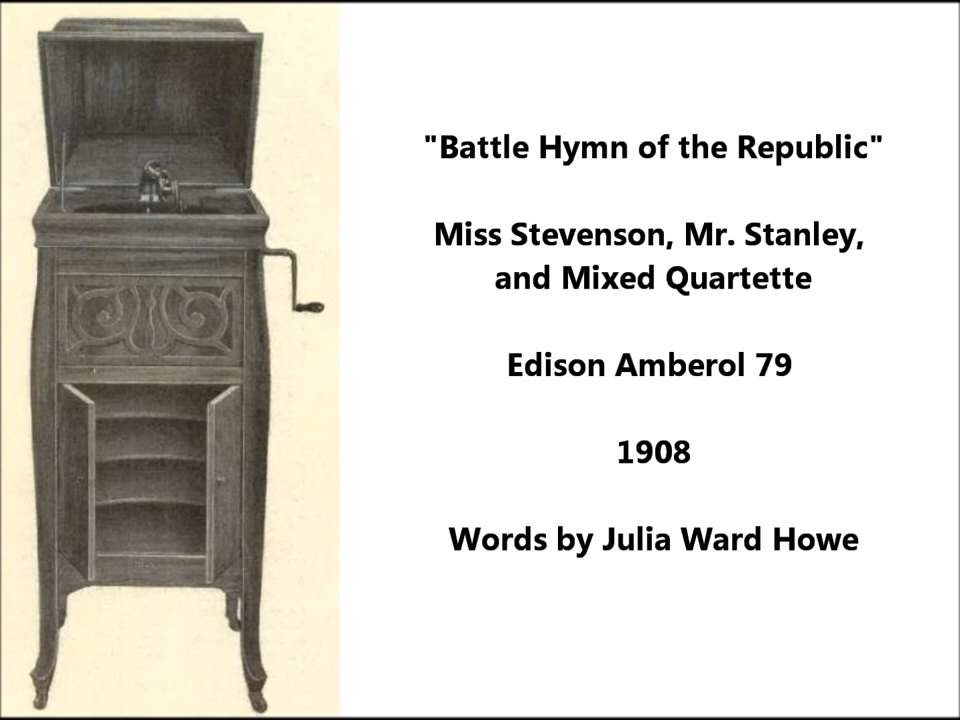 "Battle Hymn of the Republic"
Miss Stevenson, Mr. Stanley,
and Mixed Quartette
Edison Amberol 79
1908
Words by Julia Ward Howe